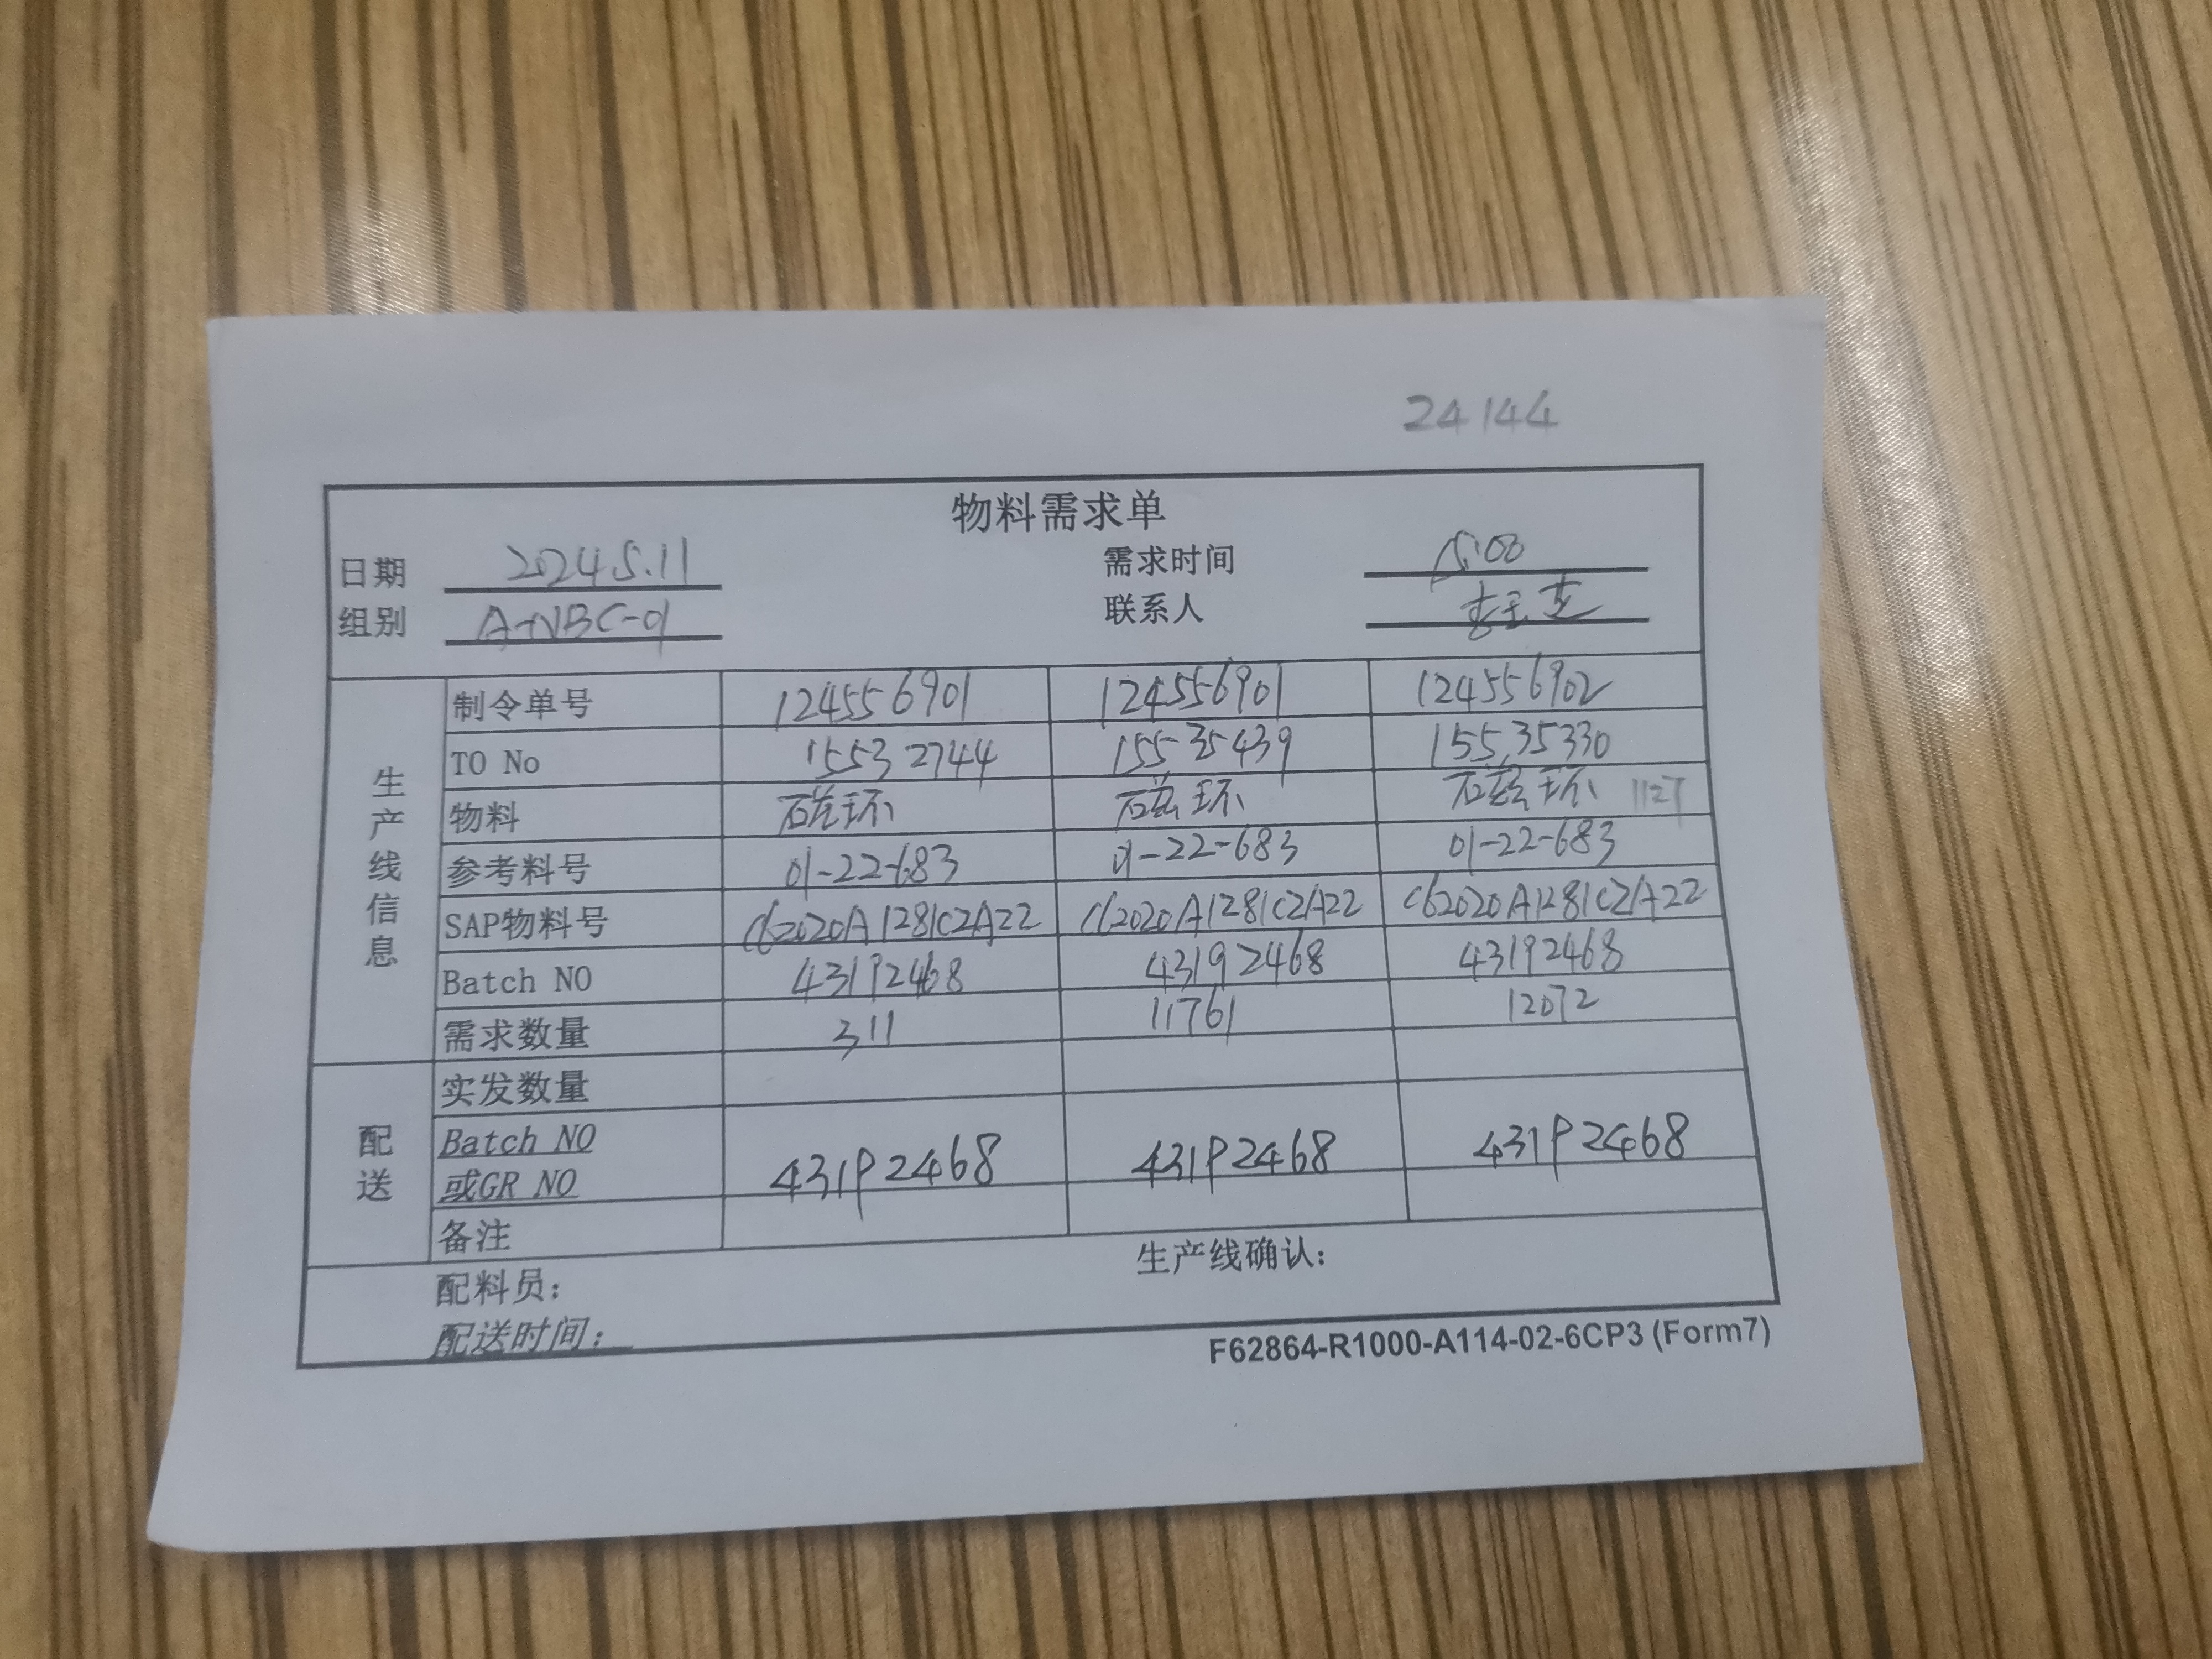 24144
物料需求单
日期 2024.5.11 需求时间 15:00
组别 A-NBC-01 联系人
生产线信息
制令单号 124556901 124556901 124556902
TO No 15532744 15535439 15535330
物料 磁环 磁环 磁环 1127
参考料号 01-22-683 01-22-683 01-22-683
SAP物料号 C62020A1281C2A22 C62020A1281C2A22 C62020A1281C2A22
Batch NO 43192468 43192468 43192468
需求数量 311 11761 12072
配送
实发数量
Batch NO
或GR NO 431P2468 431P2468 431P2468
备注
配料员: 生产线确认:
配送时间:
F62864-R1000-A114-02-6CP3 (Form7)